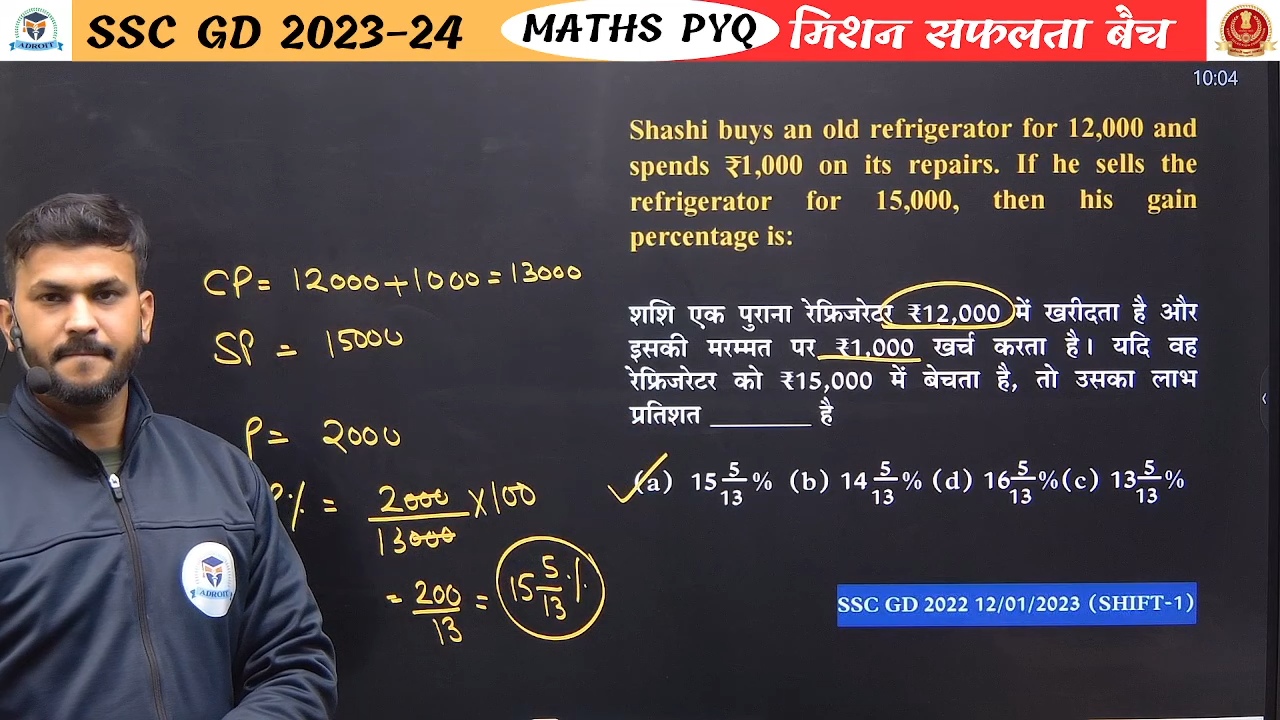 SSC GD 2023-24 MATHS PYQ मिशन सफलता बैच
ADROIT
10:04
Shashi buys an old refrigerator for 12,000 and
spends ₹1,000 on its repairs. If he sells the
refrigerator for 15,000, then his gain
percentage is:
शशि एक पुराना रेफ्रिजरेटर ₹12,000 में खरीदता है और
इसकी मरम्मत पर ₹1,000 खर्च करता है। यदि वह
रेफ्रिजरेटर को ₹15,000 में बेचता है, तो उसका लाभ
प्रतिशत ________ है
(a) 15 5/13 % (b) 14 5/13 % (d) 16 5/13 % (c) 13 5/13 %
SSC GD 2022 12/01/2023 (SHIFT-1)
CP = 12000 + 1000 = 13000
SP = 15000
P = 2000
% = 2000/13000 × 100
= 200/13 = 15 5/13 %
ADROIT